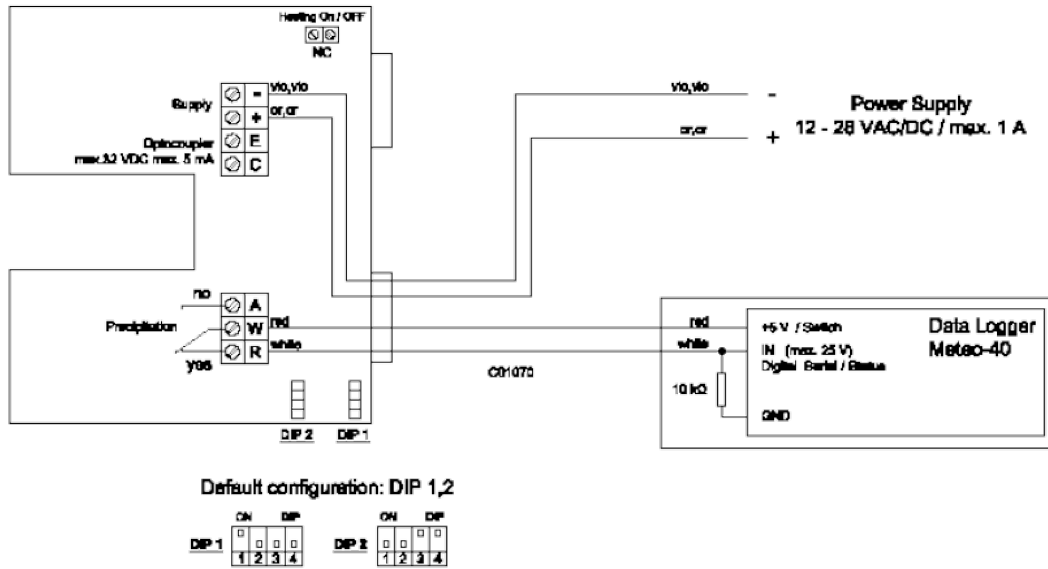 Heating On / OFF
NC
Supply
-
+
Optocoupler
max.32 VDC max. 5 mA
E
C
vio,vio
or,or
vio,vio
-
or,or
+
Power Supply
12 - 28 VAC/DC / max. 1 A
no
Precipitation
yes
A
W
R
red
white
C01070
red
white
+5 V / Switch
IN (max. 25 V)
Digital Serial / Status
10 kΩ
GND
Data Logger
Meteo-40
DIP 2
DIP 1
Default configuration: DIP 1,2
ON DIP
DIP 1
1 2 3 4
ON DIP
DIP 2
1 2 3 4